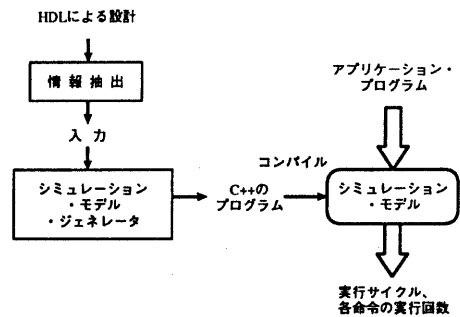 HDLによる設計
情報抽出
入力
シミュレーション
・モデル
・ジェネレータ
C++の
プログラム
コンパイル
アプリケーション・
プログラム
シミュレーション
・モデル
実行サイクル、
各命令の実行回数